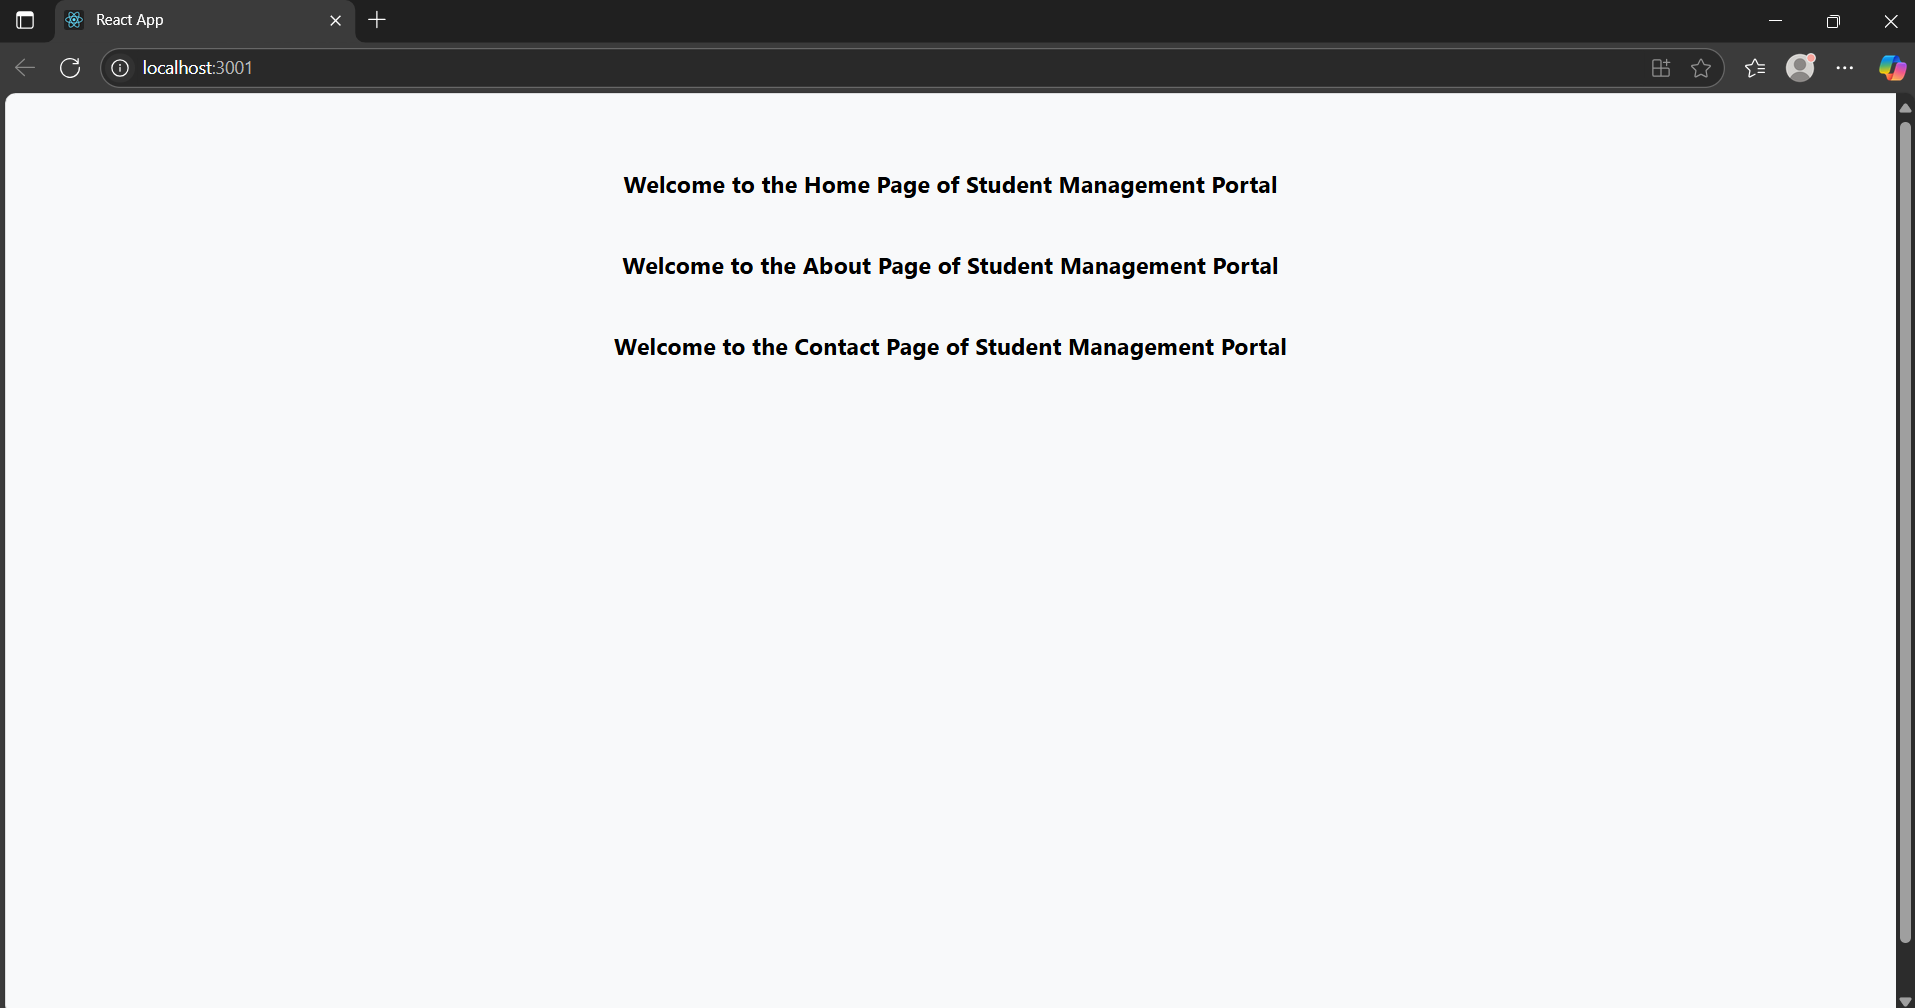 React App
localhost:3001
Welcome to the Home Page of Student Management Portal
Welcome to the About Page of Student Management Portal
Welcome to the Contact Page of Student Management Portal